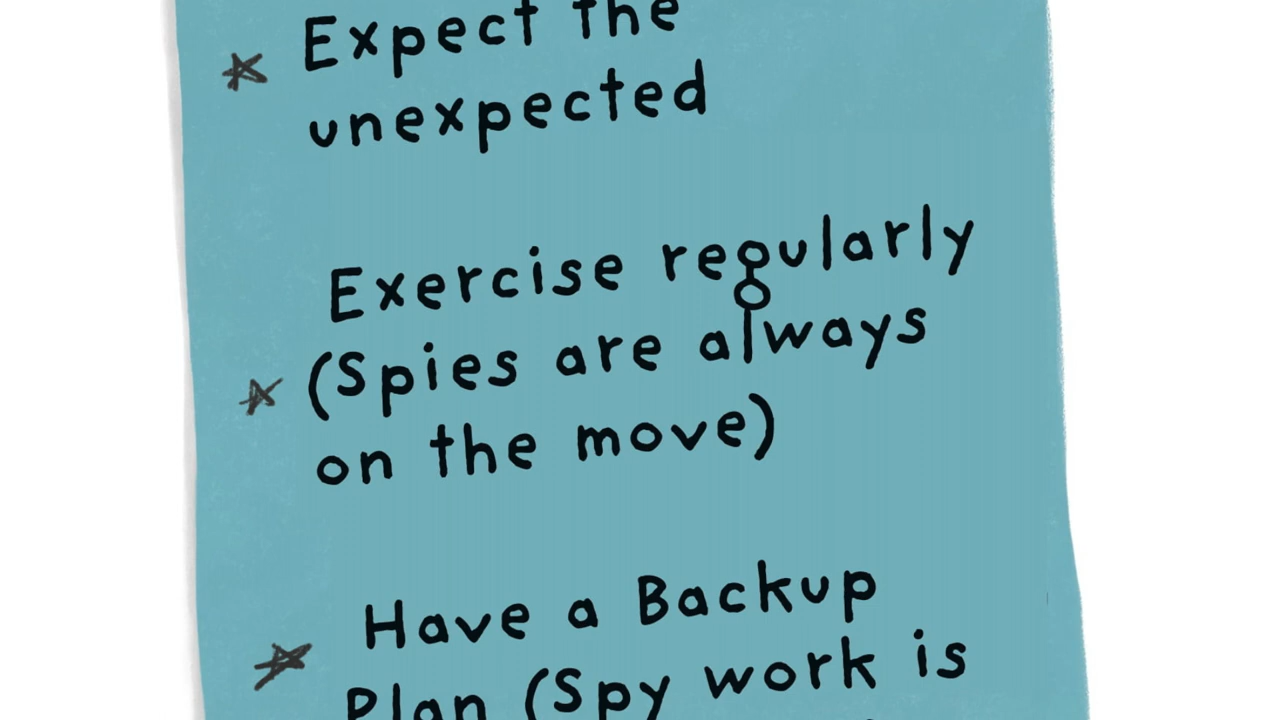 Expect the
unexpected
Exercise regularly
(Spies are always
on the move)
Have a Backup
Plan (Spy work is